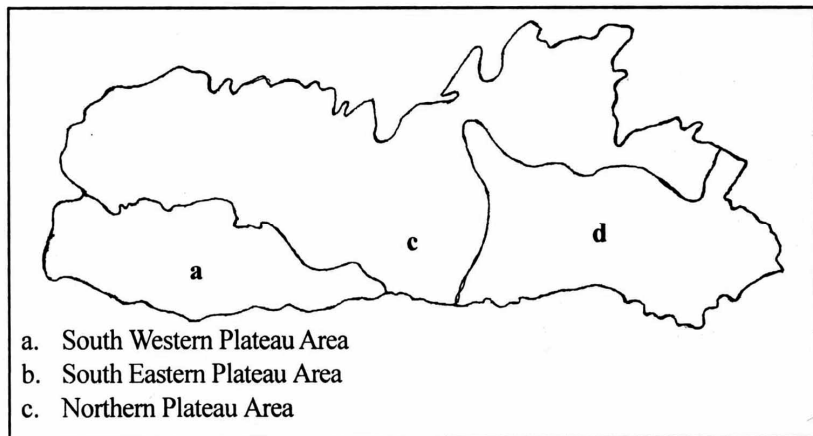 c
d
a
a. South Western Plateau Area
b. South Eastern Plateau Area
c. Northern Plateau Area